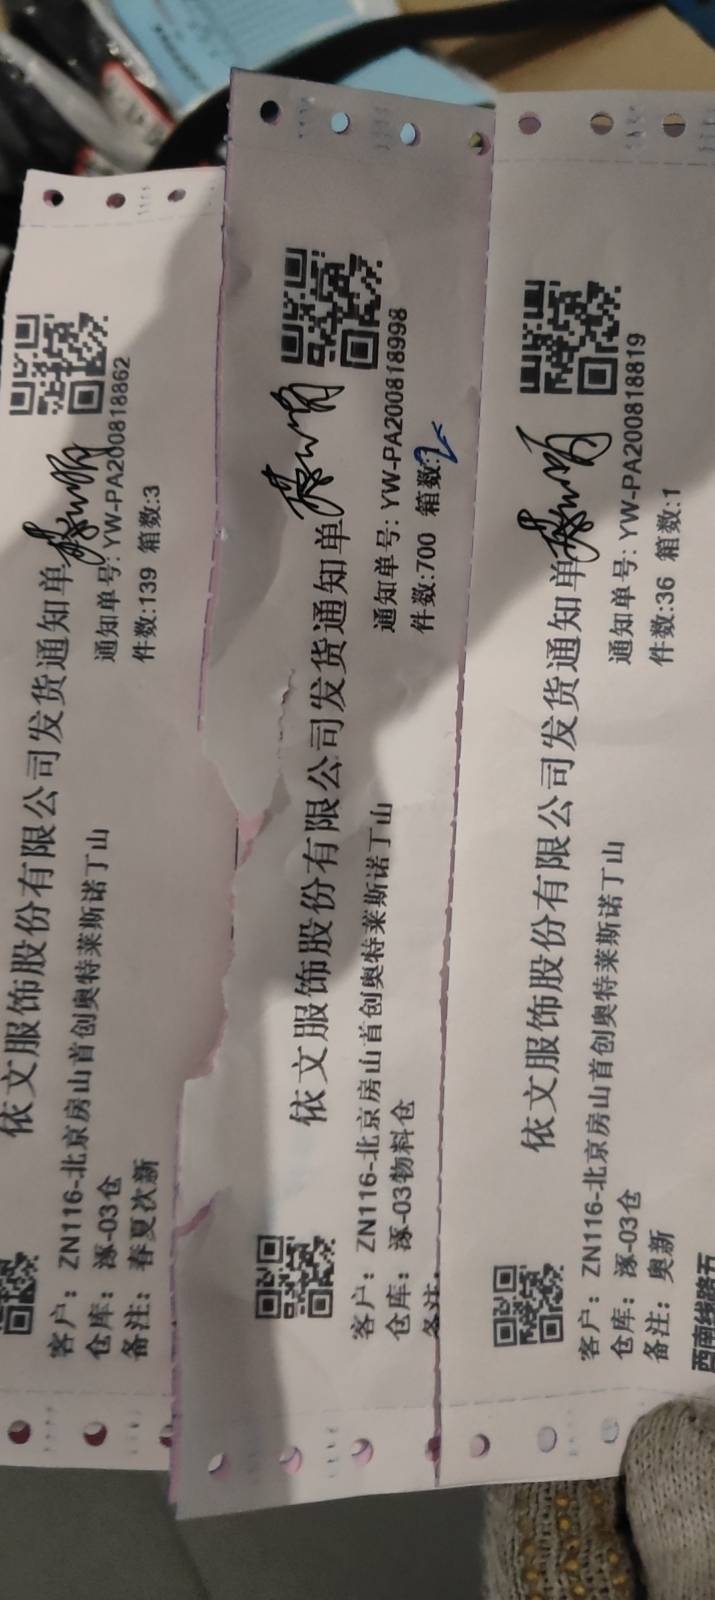 依文服饰股份有限公司发货通知单
客户：ZN116-北京房山首创奥特莱斯诺丁山
通知单号：YW-PA200818862
仓库：涿-03仓
件数:139 箱数:3
备注：春夏次新
依文服饰股份有限公司发货通知单
客户：ZN116-北京房山首创奥特莱斯诺丁山
通知单号：YW-PA200818998
仓库：涿-03物料仓
件数:700 箱数:2
备注:
依文服饰股份有限公司发货通知单
客户：ZN116-北京房山首创奥特莱斯诺丁山
通知单号：YW-PA200818819
仓库：涿-03仓
件数:36 箱数:1
备注：奥新
西南线路五